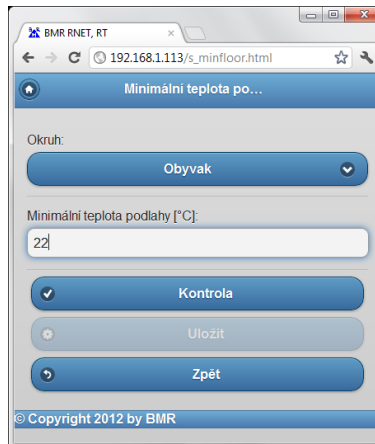 BMR RNET, RT
192.168.1.113/s_minfloor.html
Minimální teplota po...
Okruh:
Obyvak
Minimální teplota podlahy [°C]:
22
Kontrola
Uložit
Zpět
© Copyright 2012 by BMR